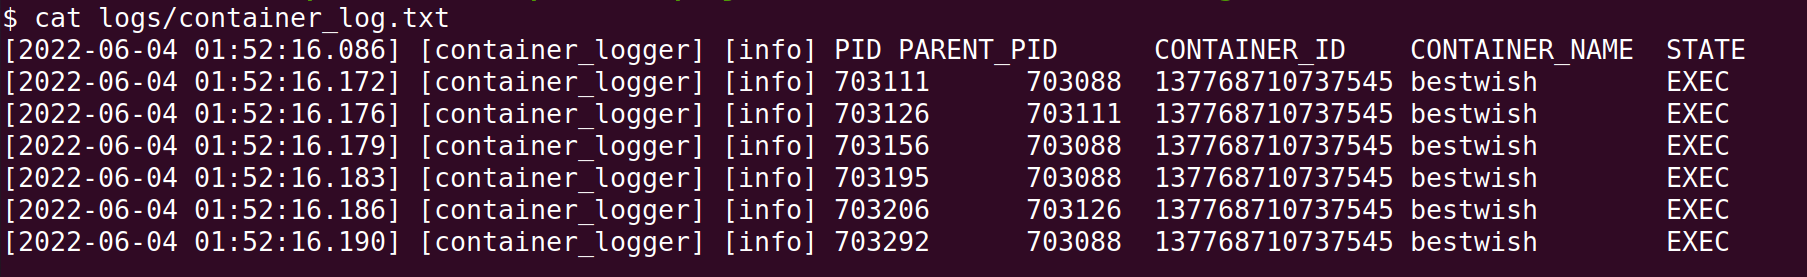 $ cat logs/container_log.txt
[2022-06-04 01:52:16.086] [container_logger] [info] PID PARENT_PID      CONTAINER_ID    CONTAINER_NAME  STATE
[2022-06-04 01:52:16.172] [container_logger] [info] 703111      703088  137768710737545 bestwish        EXEC
[2022-06-04 01:52:16.176] [container_logger] [info] 703126      703111  137768710737545 bestwish        EXEC
[2022-06-04 01:52:16.179] [container_logger] [info] 703156      703088  137768710737545 bestwish        EXEC
[2022-06-04 01:52:16.183] [container_logger] [info] 703195      703088  137768710737545 bestwish        EXEC
[2022-06-04 01:52:16.186] [container_logger] [info] 703206      703126  137768710737545 bestwish        EXEC
[2022-06-04 01:52:16.190] [container_logger] [info] 703292      703088  137768710737545 bestwish        EXEC